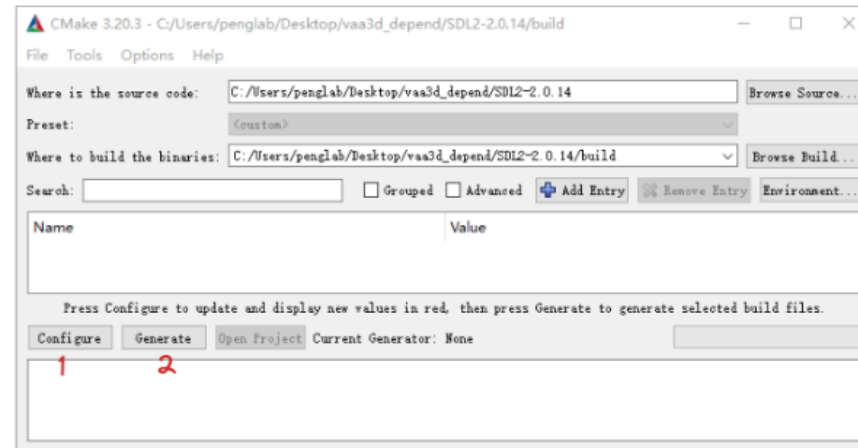 CMake 3.20.3 - C:/Users/penglab/Desktop/vaa3d_depend/SDL2-2.0.14/build
File Tools Options Help
Where is the source code: C:/Users/penglab/Desktop/vaa3d_depend/SDL2-2.0.14 Browse Source...
Preset: <custom>
Where to build the binaries: C:/Users/penglab/Desktop/vaa3d_depend/SDL2-2.0.14/build Browse Build...
Search: Grouped Advanced Add Entry Remove Entry Environment...
Name Value
Press Configure to update and display new values in red, then press Generate to generate selected build files.
Configure Generate Open Project Current Generator: None
1 2